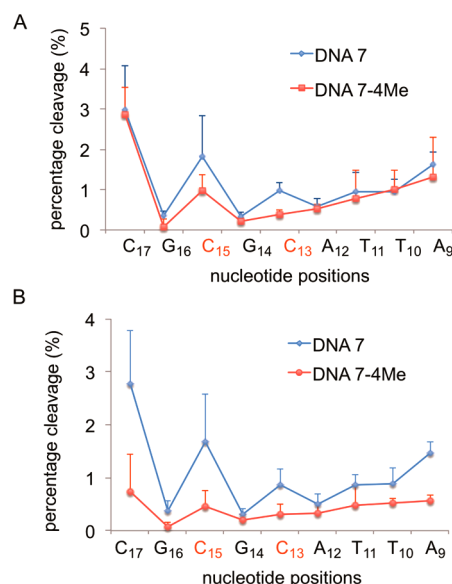 A
percentage cleavage (%)
5
4
3
2
1
0
DNA 7
DNA 7-4Me
C17 G16 C15 G14 C13 A12 T11 T10 A9
nucleotide positions
B
percentage cleavage (%)
4
3
2
1
0
DNA 7
DNA 7-4Me
C17 G16 C15 G14 C13 A12 T11 T10 A9
nucleotide positions